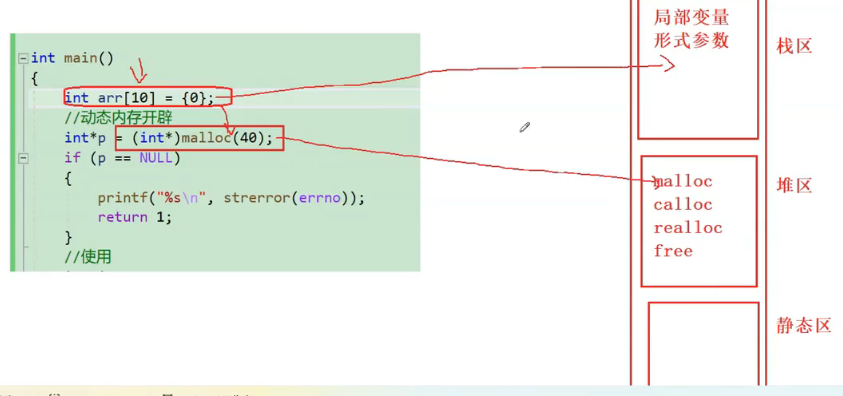 int main()
{
int arr[10] = {0};
//动态内存开辟
int*p = (int*)malloc(40);
if (p == NULL)
{
printf("%s\n", strerror(errno));
return 1;
}
//使用
局部变量
形式参数
栈区
malloc
calloc
realloc
free
堆区
静态区